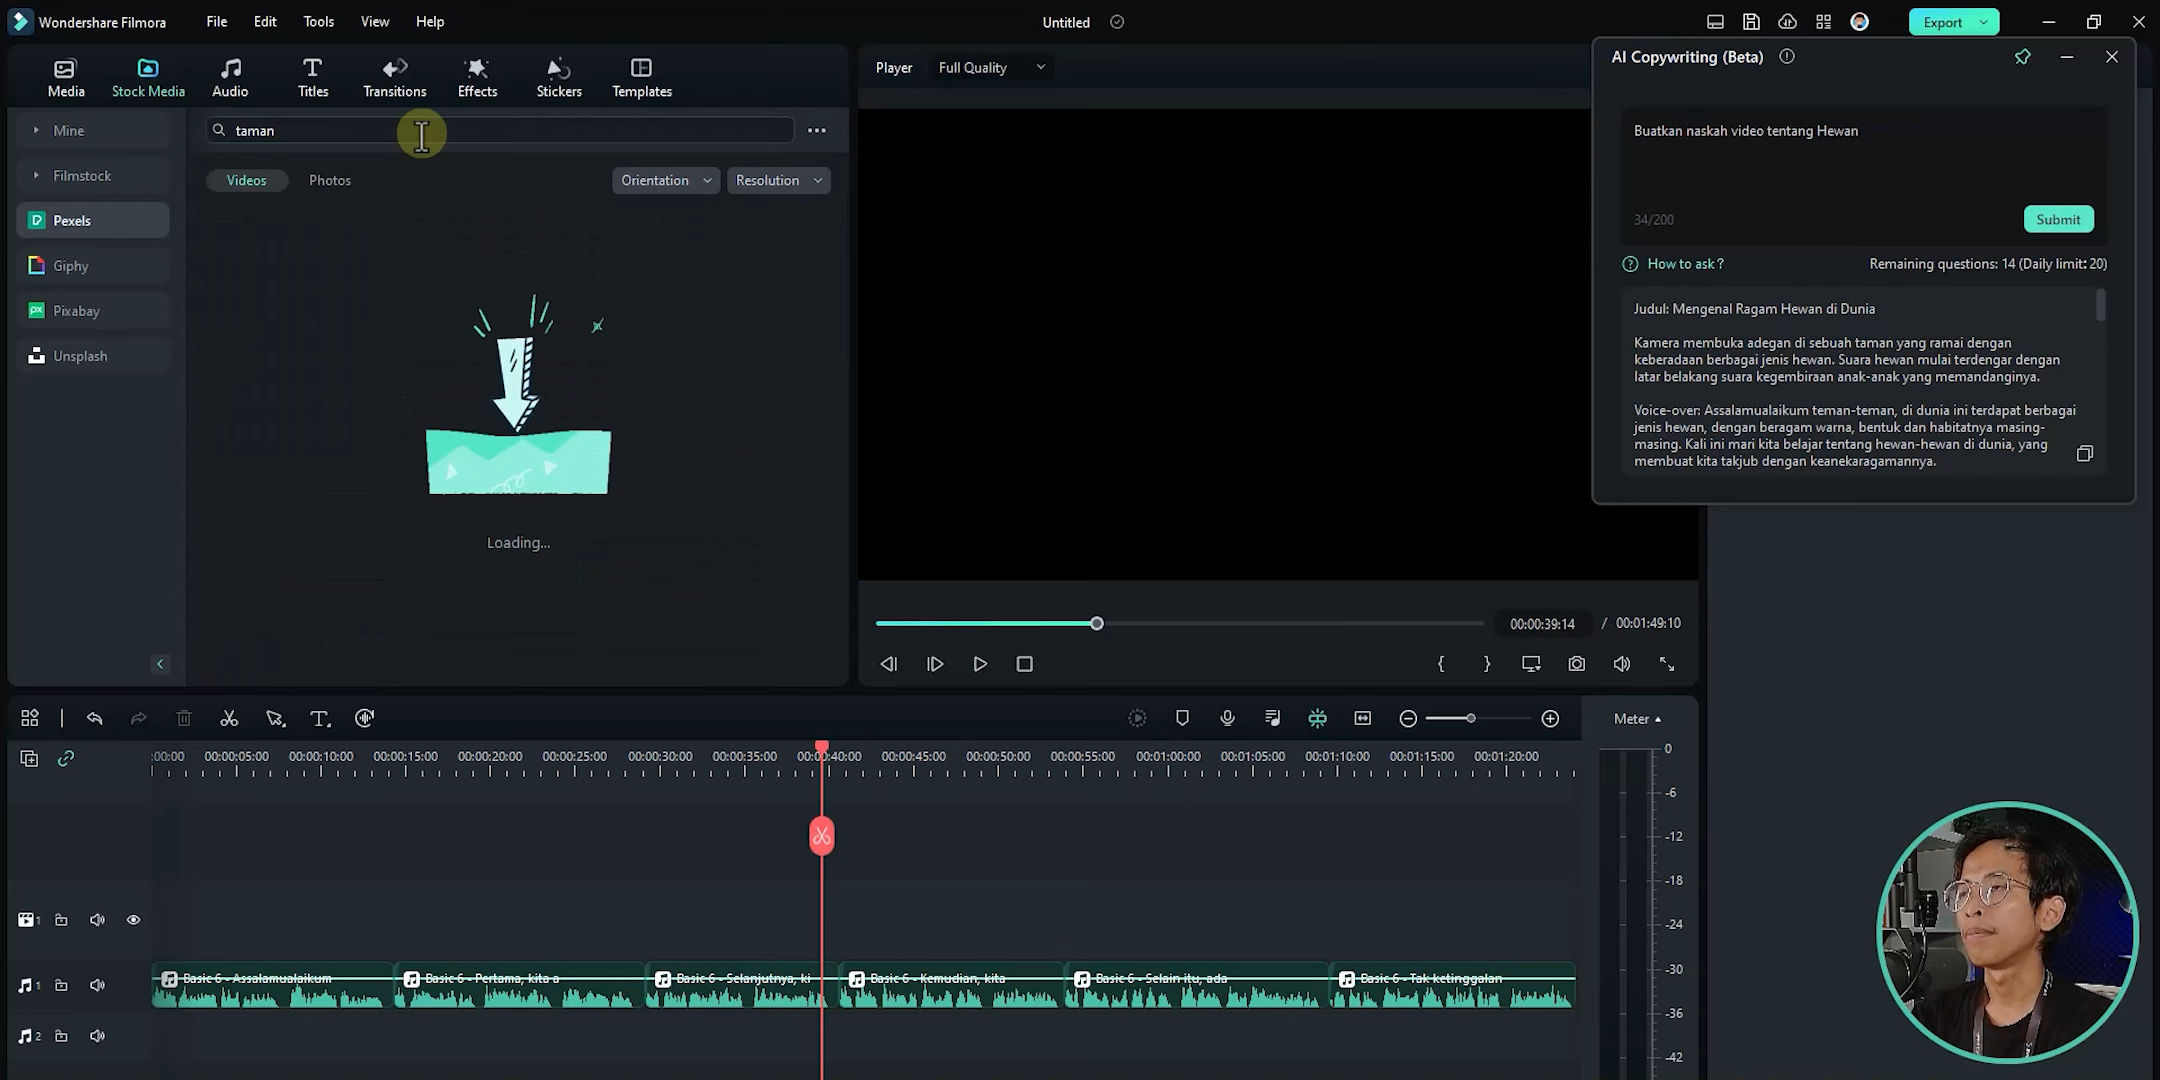 Wondershare Filmora File Edit Tools View Help Untitled Export
Media Stock Media Audio Titles Transitions Effects Stickers Templates
Player Full Quality
AI Copywriting (Beta)
Mine
Filmstock
Pexels
Giphy
Pixabay
Unsplash
taman
Videos Photos Orientation Resolution
Loading...
Buatkan naskah video tentang Hewan
34/200 Submit
How to ask? Remaining questions: 14 (Daily limit: 20)
Judul: Mengenal Ragam Hewan di Dunia
Kamera membuka adegan di sebuah taman yang ramai dengan
keberadaan berbagai jenis hewan. Suara hewan mulai terdengar dengan
latar belakang suara kegembiraan anak-anak yang memandanginya.
Voice-over: Assalamualaikum teman-teman, di dunia ini terdapat berbagai
jenis hewan, dengan beragam warna, bentuk dan habitatnya masing-
masing. Kali ini mari kita belajar tentang hewan-hewan di dunia, yang
membuat kita takjub dengan keanekaragamannya.
00:00:39:14 / 00:01:49:10
Meter
:00:00 00:00:05:00 00:00:10:00 00:00:15:00 00:00:20:00 00:00:25:00 00:00:30:00 00:00:35:00 00:00:40:00 00:00:45:00 00:00:50:00 00:00:55:00 00:01:00:00 00:01:05:00 00:01:10:00 00:01:15:00 00:01:20:00
0
-6
-12
-18
-24
-30
-36
-42
1
1 Basic 6 - Assalamualaikum Basic 6 - Pertama, kita a Basic 6 - Selanjutnya, ki Basic 6 - Kemudian, kita Basic 6 - Selain itu, ada Basic 6 - Tak ketinggalan
2